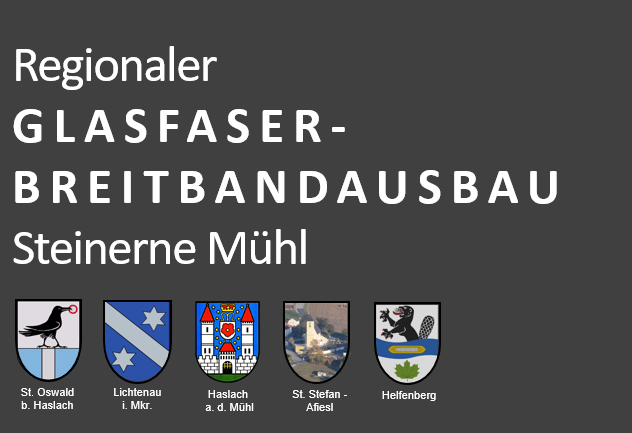 Regionaler
GLASFASER-
BREITBANDAUSBAU
Steinerne Mühl
St. Oswald
b. Haslach
Lichtenau
i. Mkr.
Haslach
a. d. Mühl
St. Stefan -
Afiesl
Helfenberg